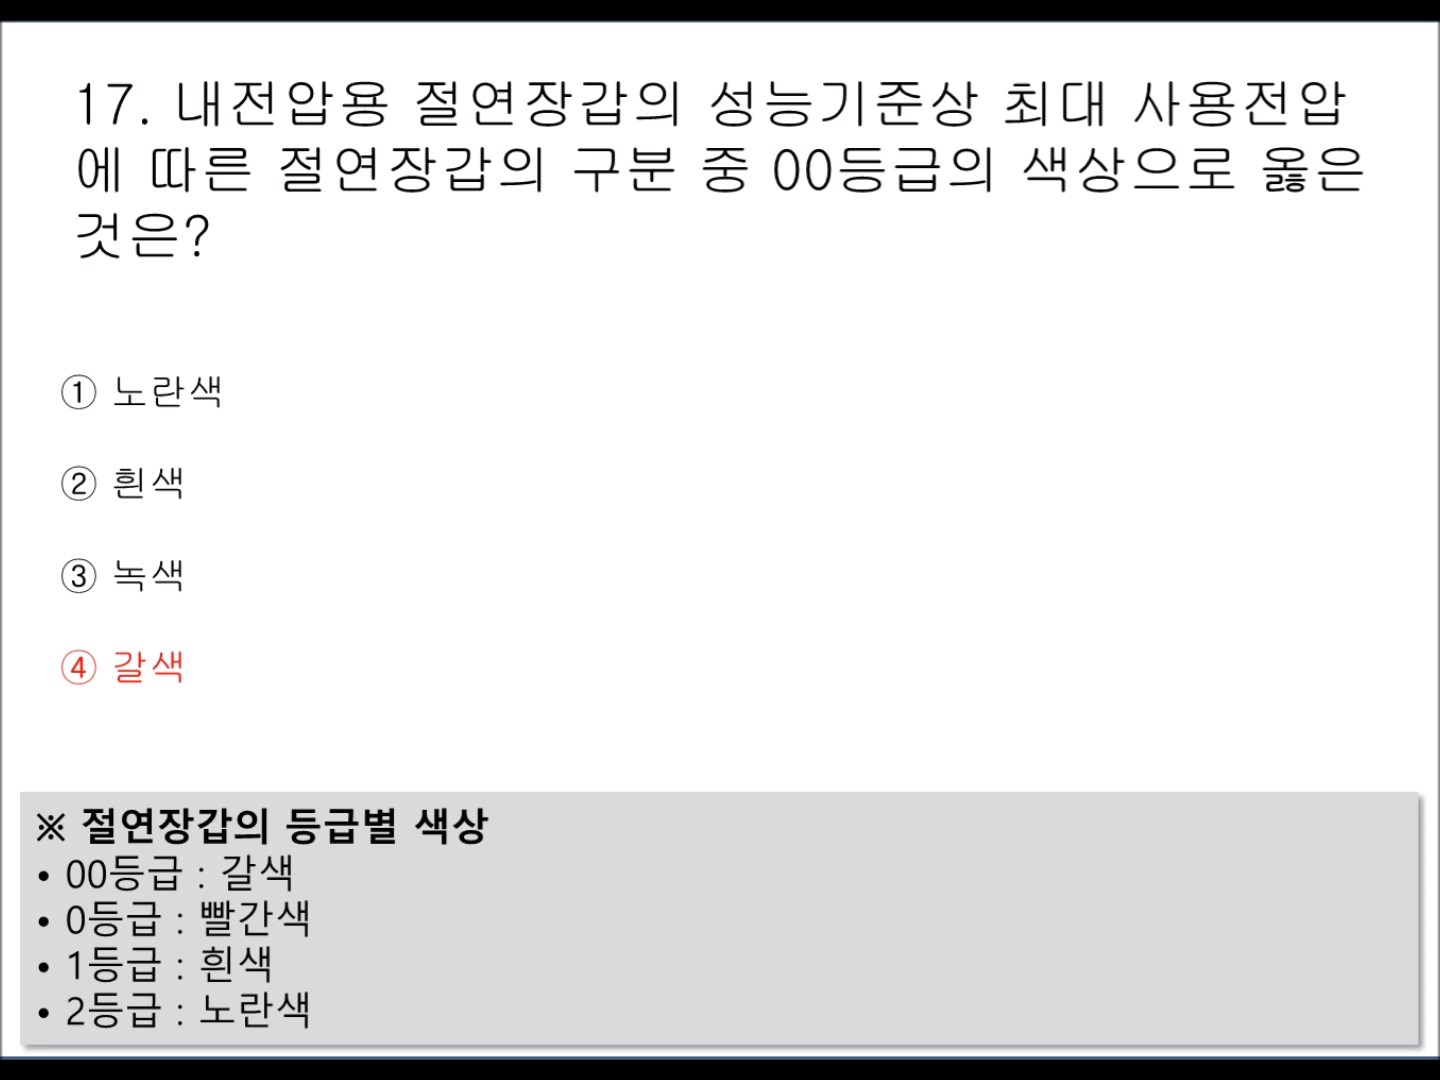 17. 내전압용 절연장갑의 성능기준상 최대 사용전압
에 따른 절연장갑의 구분 중 00등급의 색상으로 옳은
것은?
① 노란색
② 흰색
③ 녹색
④ 갈색
※ 절연장갑의 등급별 색상
• 00등급 : 갈색
• 0등급 : 빨간색
• 1등급 : 흰색
• 2등급 : 노란색